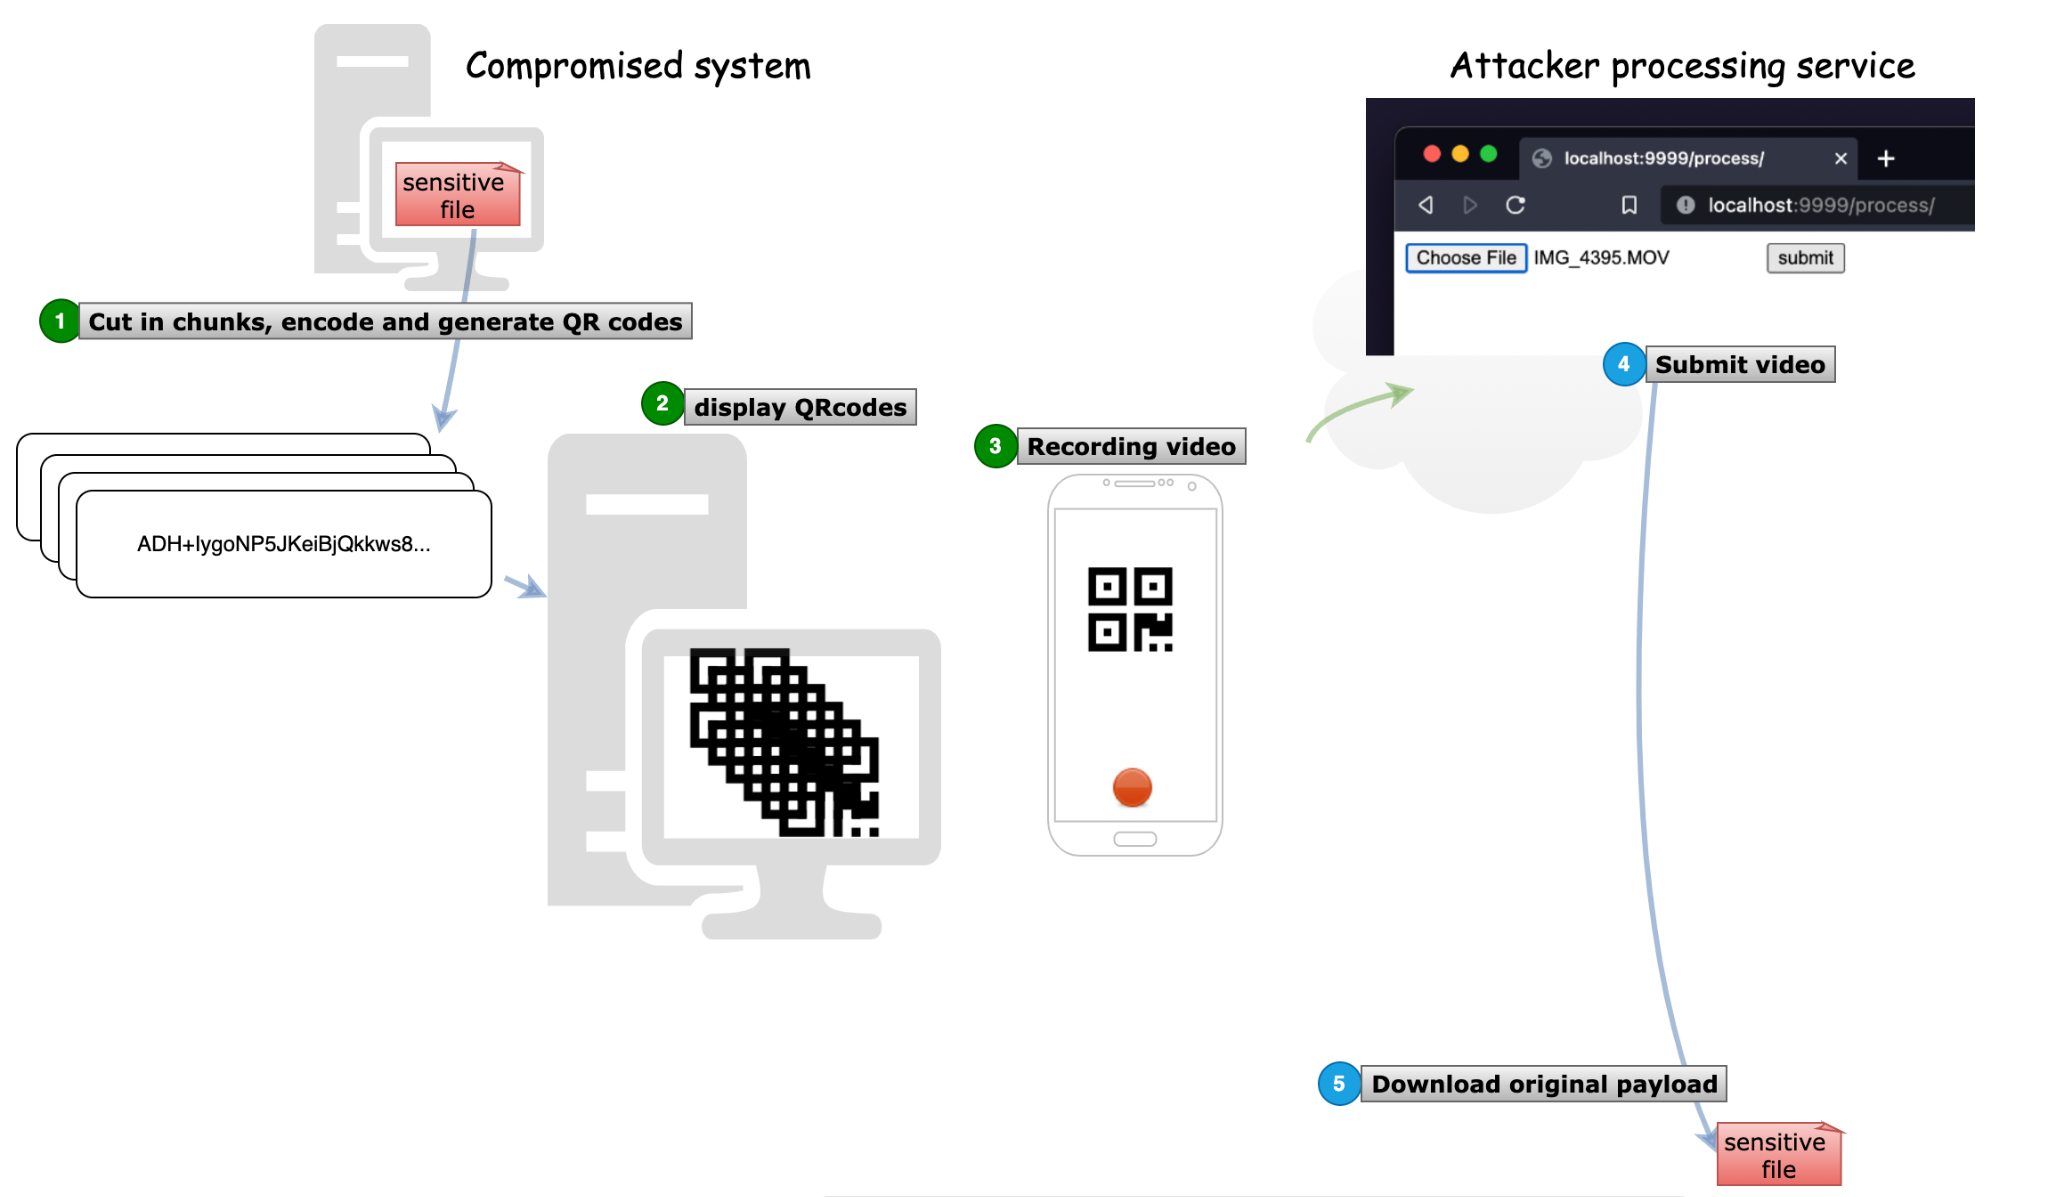 Compromised system
Attacker processing service
sensitive
file
localhost:9999/process/
localhost:9999/process/
Choose File IMG_4395.MOV submit
1 Cut in chunks, encode and generate QR codes
4 Submit video
2 display QRcodes
3 Recording video
ADH+IygoNP5JKeiBjQkkws8...
5 Download original payload
sensitive
file